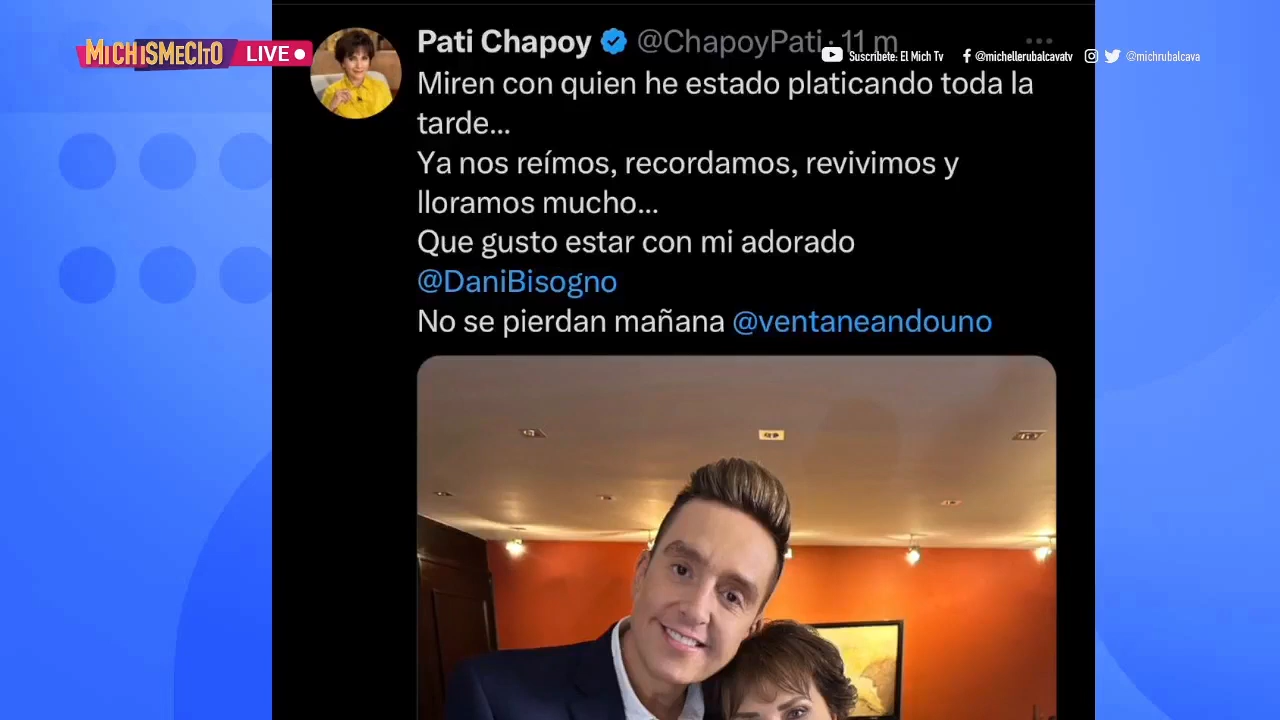 MICHISMECITO LIVE
Pati Chapoy @ChapoyPati · 11 m
Suscribete: El Mich Tv @michellerubalcavatv @michrubalcava
Miren con quien he estado platicando toda la
tarde...
Ya nos reímos, recordamos, revivimos y
lloramos mucho...
Que gusto estar con mi adorado
@DaniBisogno
No se pierdan mañana @ventaneandouno